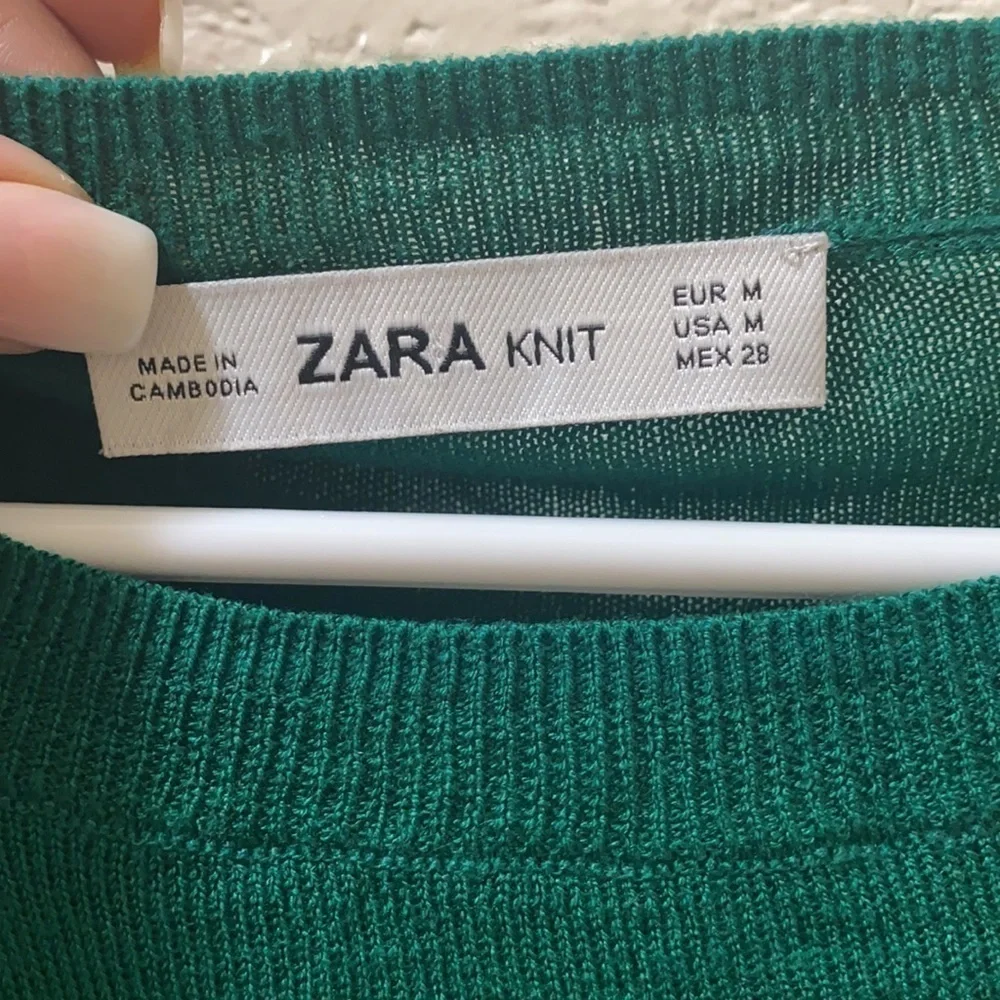 MADE IN
CAMBODIA
ZARA KNIT
EUR M
USA M
MEX 28